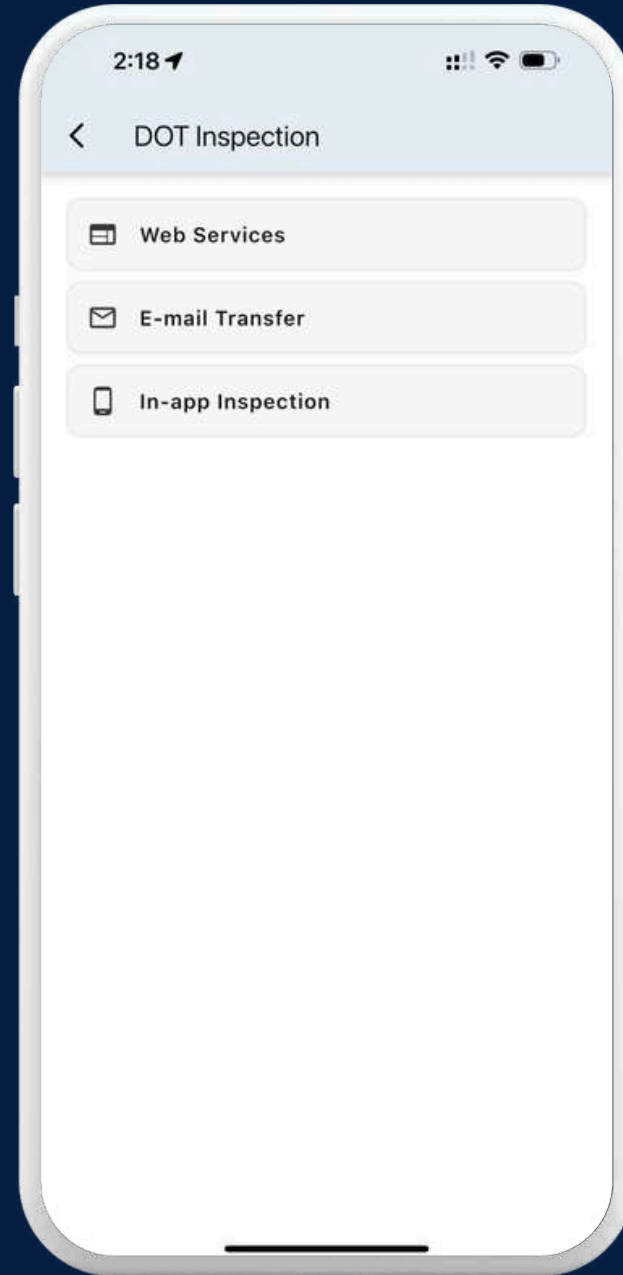 2:18
DOT Inspection
Web Services
E-mail Transfer
In-app Inspection